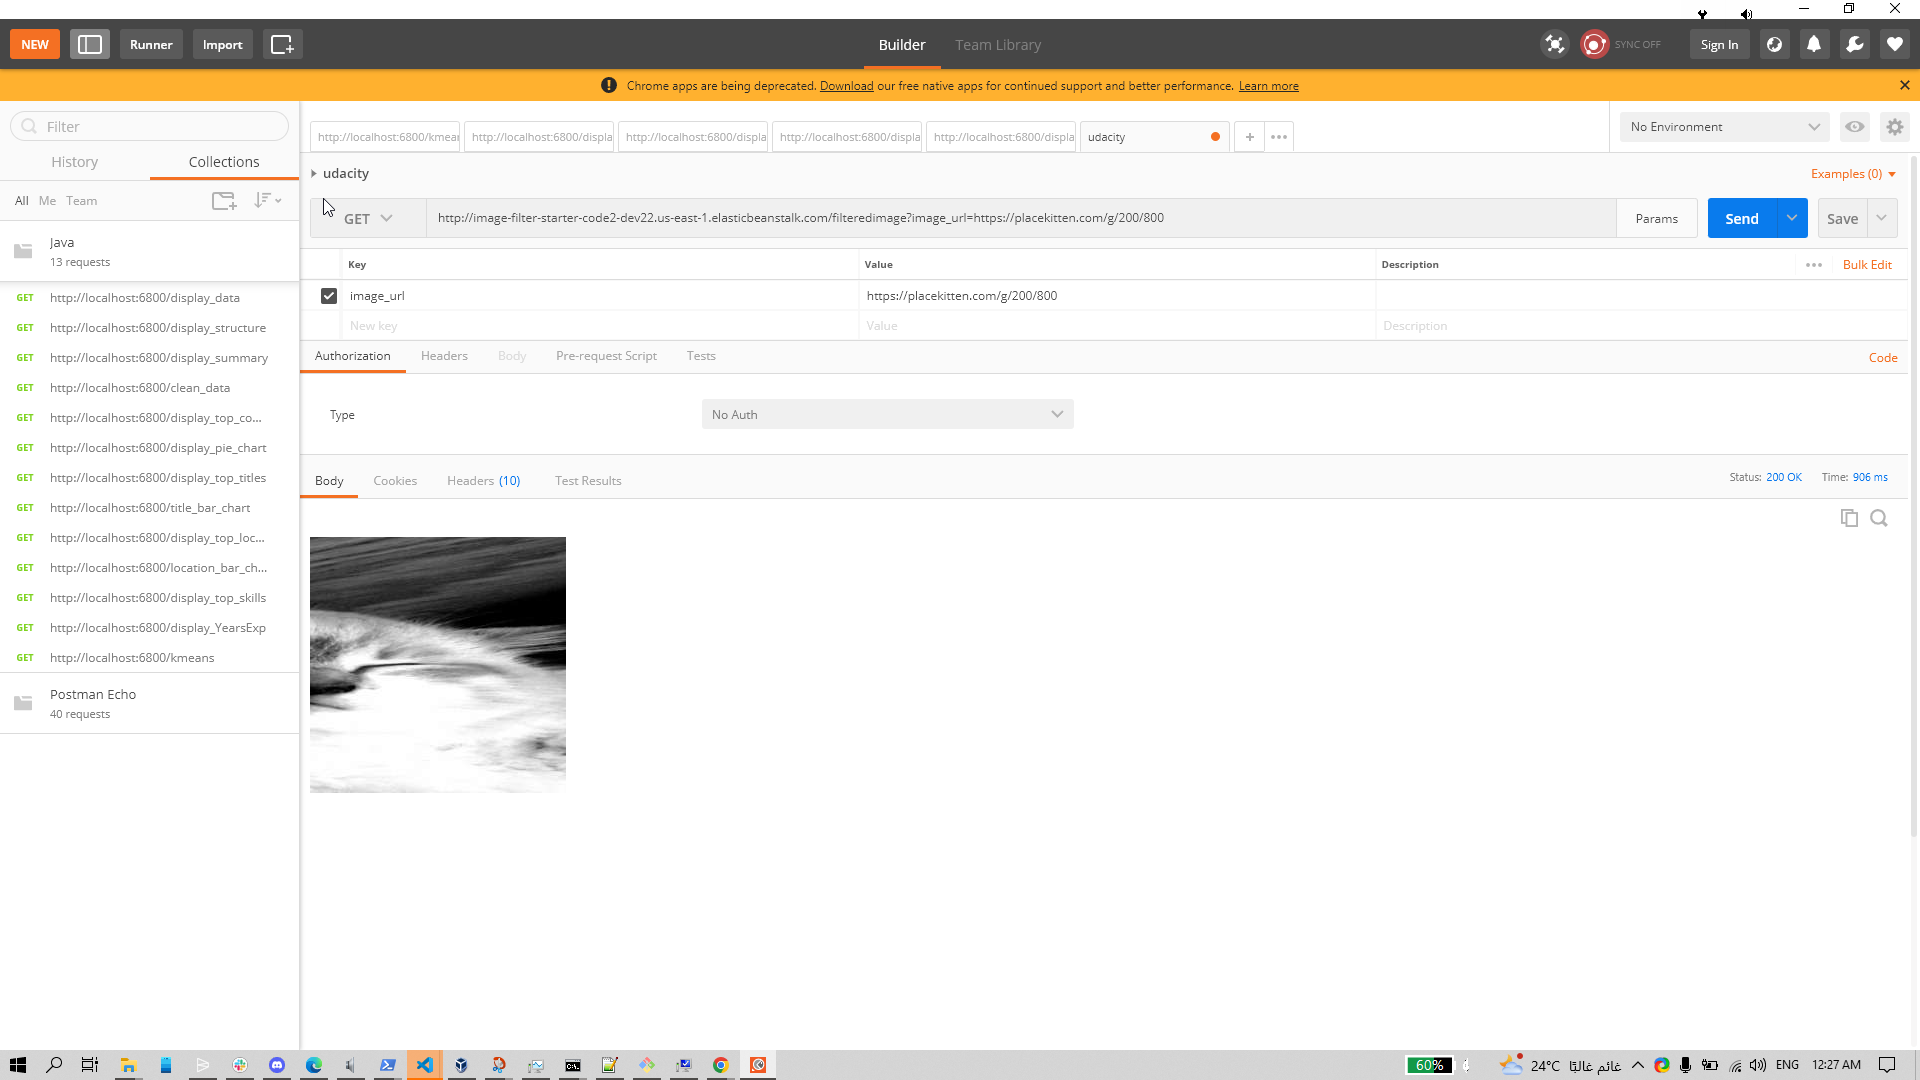 NEW
Runner
Import
Builder
Team Library
SYNC OFF
Sign In
Chrome apps are being deprecated. Download our free native apps for continued support and better performance. Learn more
Filter
History
Collections
All Me Team
Java
13 requests
GET http://localhost:6800/display_data
GET http://localhost:6800/display_structure
GET http://localhost:6800/display_summary
GET http://localhost:6800/clean_data
GET http://localhost:6800/display_top_co...
GET http://localhost:6800/display_pie_chart
GET http://localhost:6800/display_top_titles
GET http://localhost:6800/title_bar_chart
GET http://localhost:6800/display_top_loc...
GET http://localhost:6800/location_bar_ch...
GET http://localhost:6800/display_top_skills
GET http://localhost:6800/display_YearsExp
GET http://localhost:6800/kmeans
Postman Echo
40 requests
http://localhost:6800/kmea
http://localhost:6800/displa
http://localhost:6800/displa
http://localhost:6800/displa
http://localhost:6800/displa
udacity
No Environment
udacity
Examples (0)
GET
http://image-filter-starter-code2-dev22.us-east-1.elasticbeanstalk.com/filteredimage?image_url=https://placekitten.com/g/200/800
Params
Send
Save
Key Value Description
Bulk Edit
image_url https://placekitten.com/g/200/800
New key Value Description
Authorization Headers Body Pre-request Script Tests
Code
Type
No Auth
Body Cookies Headers (10) Test Results
Status: 200 OK Time: 906 ms
60%
24°C غائم غالبًا
ENG
12:27 AM